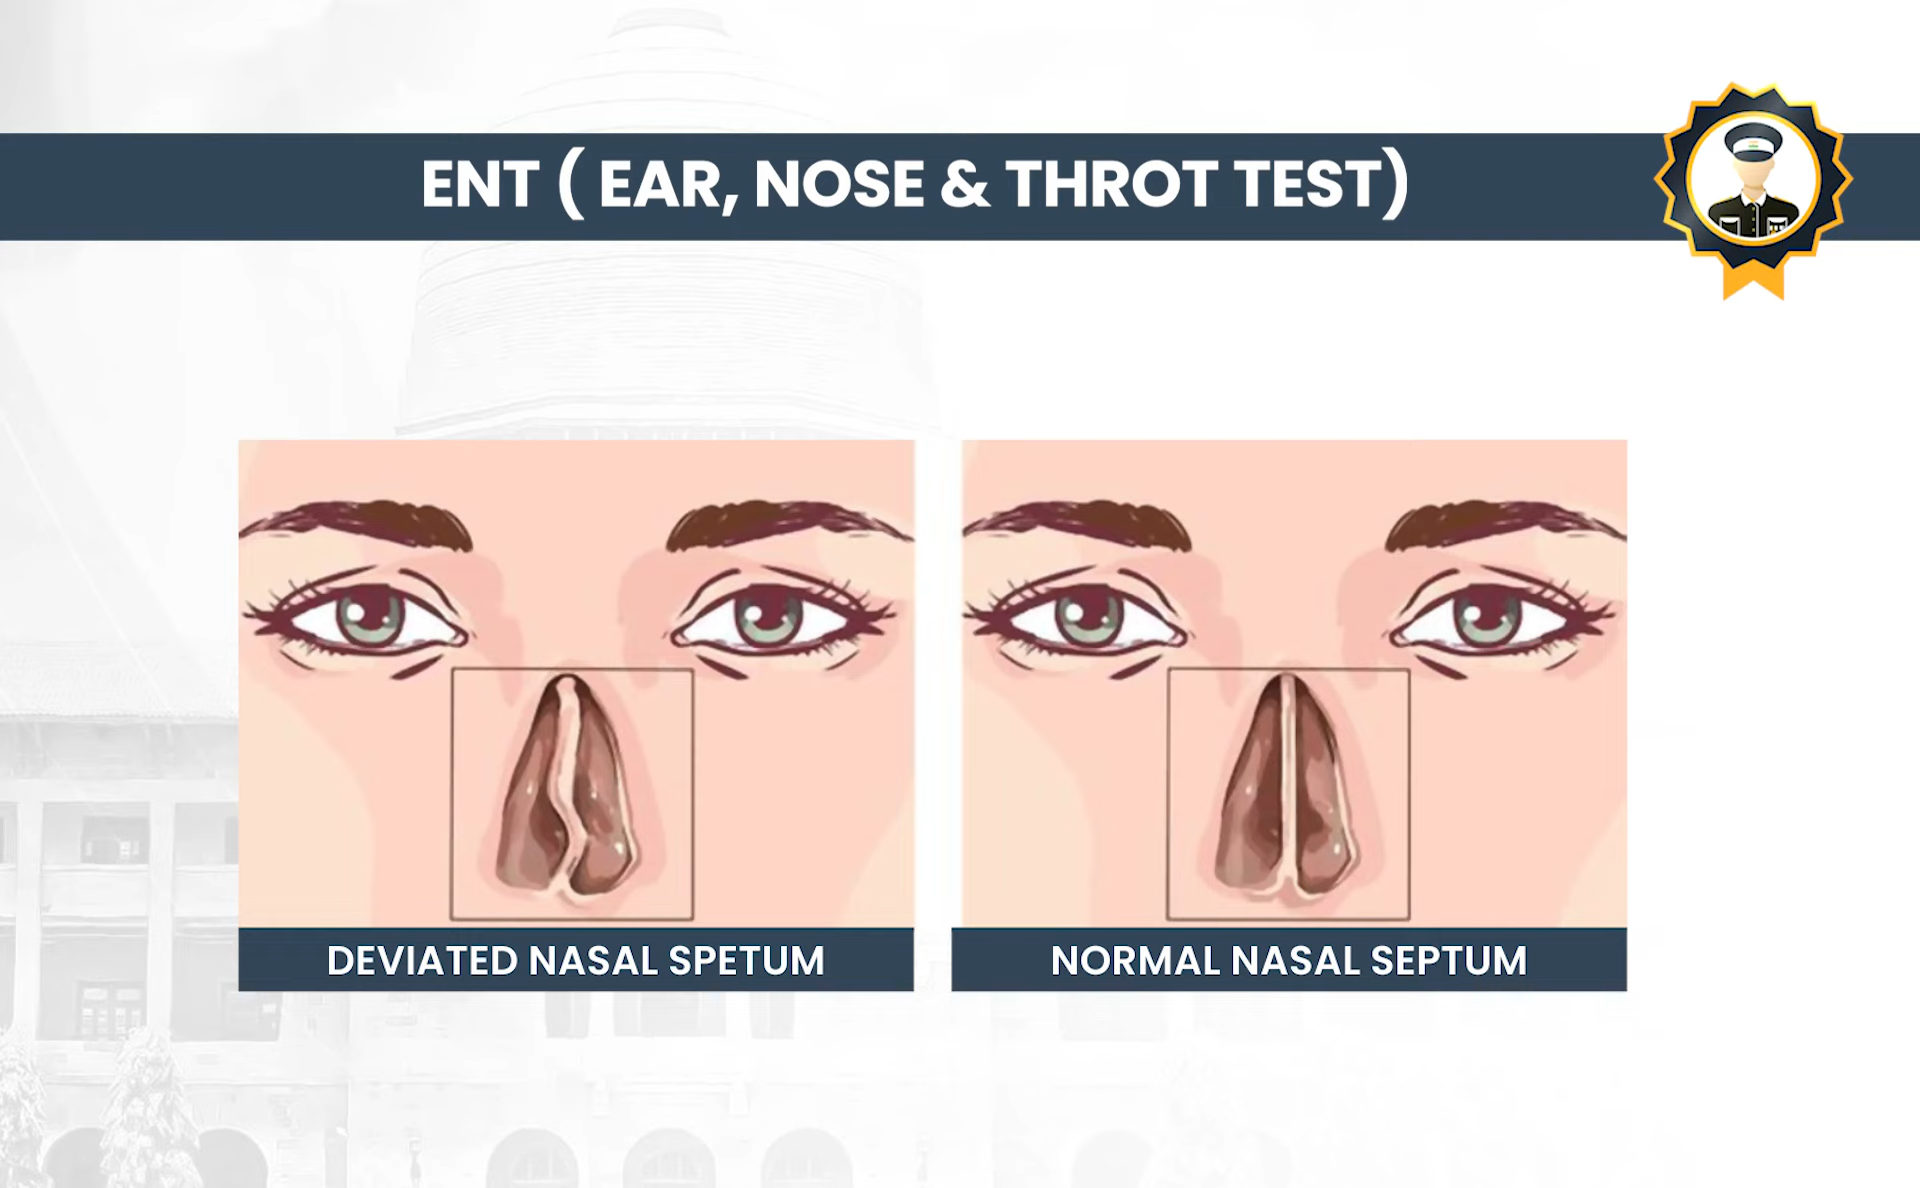 ENT ( EAR, NOSE & THROT TEST)
DEVIATED NASAL SPETUM
NORMAL NASAL SEPTUM